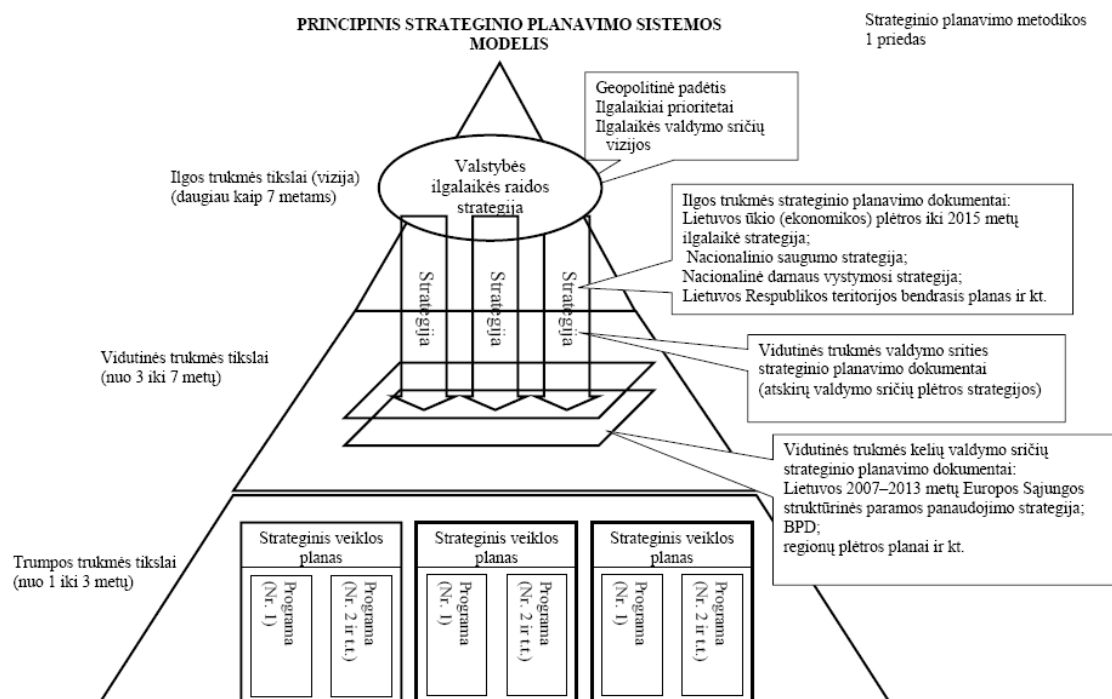 PRINCIPINIS STRATEGINIO PLANAVIMO SISTEMOS
MODELIS
Strateginio planavimo metodikos
1 priedas
Geopolitinė padėtis
Ilgalaikiai prioritetai
Ilgalaikės valdymo sričių
vizijos
Ilgos trukmės tikslai (vizija)
(daugiau kaip 7 metams)
Valstybės
ilgalaikės raidos
strategija
Ilgos trukmės strateginio planavimo dokumentai:
Lietuvos ūkio (ekonomikos) plėtros iki 2015 metų
ilgalaikė strategija;
Nacionalinio saugumo strategija;
Nacionalinė darnaus vystymosi strategija;
Lietuvos Respublikos teritorijos bendrasis planas ir kt.
Strategija
Strategija
Strategija
Vidutinės trukmės tikslai
(nuo 3 iki 7 metų)
Vidutinės trukmės valdymo srities
strateginio planavimo dokumentai
(atskirų valdymo sričių plėtros strategijos)
Vidutinės trukmės kelių valdymo sričių
strateginio planavimo dokumentai:
Lietuvos 2007–2013 metų Europos Sąjungos
struktūrinės paramos panaudojimo strategija;
BPD;
regionų plėtros planai ir kt.
Trumpos trukmės tikslai
(nuo 1 iki 3 metų)
Strateginis veiklos
planas
Programa
(Nr. 1)
Programa
(Nr. 2 ir t.t.)
Strateginis veiklos
planas
Programa
(Nr. 1)
Programa
(Nr. 2 ir t.t.)
Strateginis veiklos
planas
Programa
(Nr. 1)
Programa
(Nr. 2 ir t.t.)